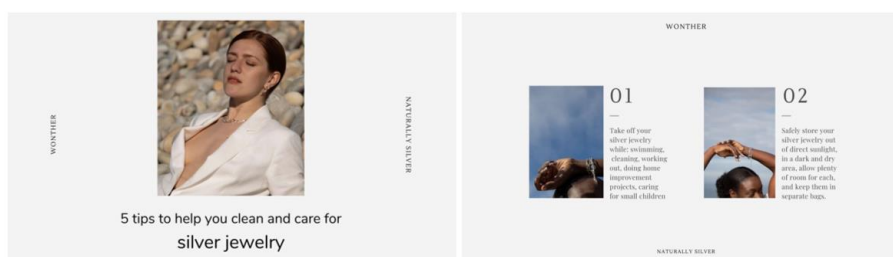 WONTHER
NATURALLY SILVER
5 tips to help you clean and care for
silver jewelry
WONTHER
01
Take off your
silver jewelry
while: swimming,
cleaning, working
out, doing home
improvement
projects, caring
for small children
02
Safely store your
silver jewelry out
of direct sunlight,
in a dark and dry
area, allow plenty
of room for each,
and keep them in
separate bags.
NATURALLY SILVER